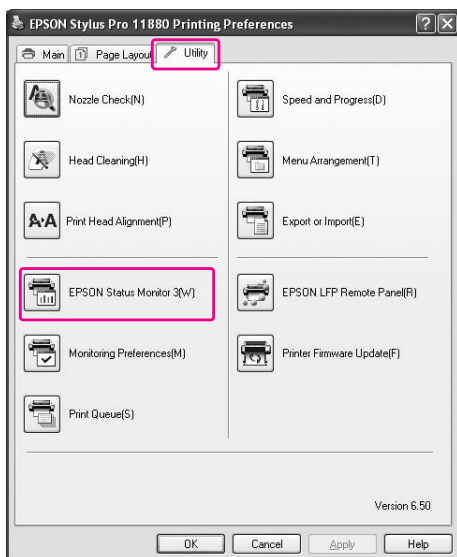 EPSON Stylus Pro 11880 Printing Preferences
Main
Page Layout
Utility
Nozzle Check(N)
Speed and Progress(D)
Head Cleaning(H)
Menu Arrangement(T)
A·A
Print Head Alignment(P)
Export or Import(E)
EPSON Status Monitor 3(W)
EPSON LFP Remote Panel(R)
Monitoring Preferences(M)
Printer Firmware Update(F)
Print Queue(S)
Version 6.50
OK
Cancel
Apply
Help